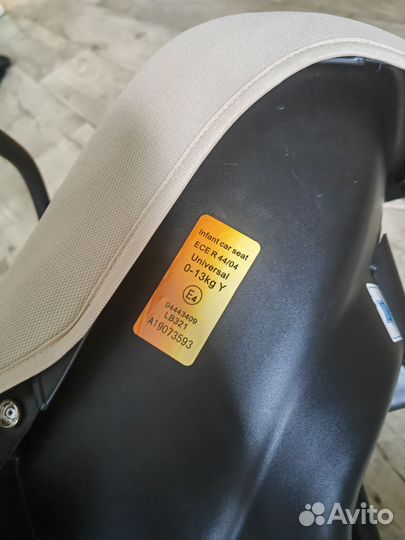 Infant car seat
ECE R 44/04
Universal
0-13kg Y
E4
04443409
LB321
A19073593
Avito